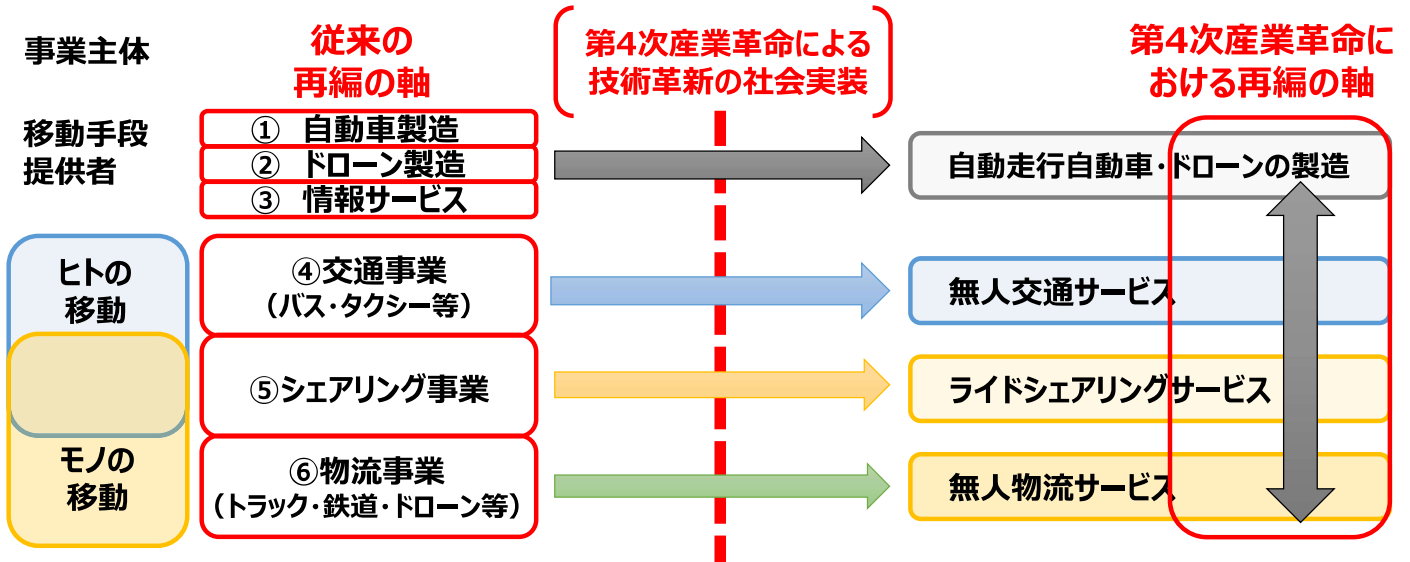 事業主体
従来の
再編の軸
第4次産業革命による
技術革新の社会実装
第4次産業革命に
おける再編の軸
移動手段
提供者
① 自動車製造
② ドローン製造
③ 情報サービス
自動走行自動車・ドローンの製造
ヒトの
移動
④交通事業
（バス・タクシー等）
無人交通サービス
⑤シェアリング事業
ライドシェアリングサービス
モノの
移動
⑥物流事業
（トラック・鉄道・ドローン等）
無人物流サービス